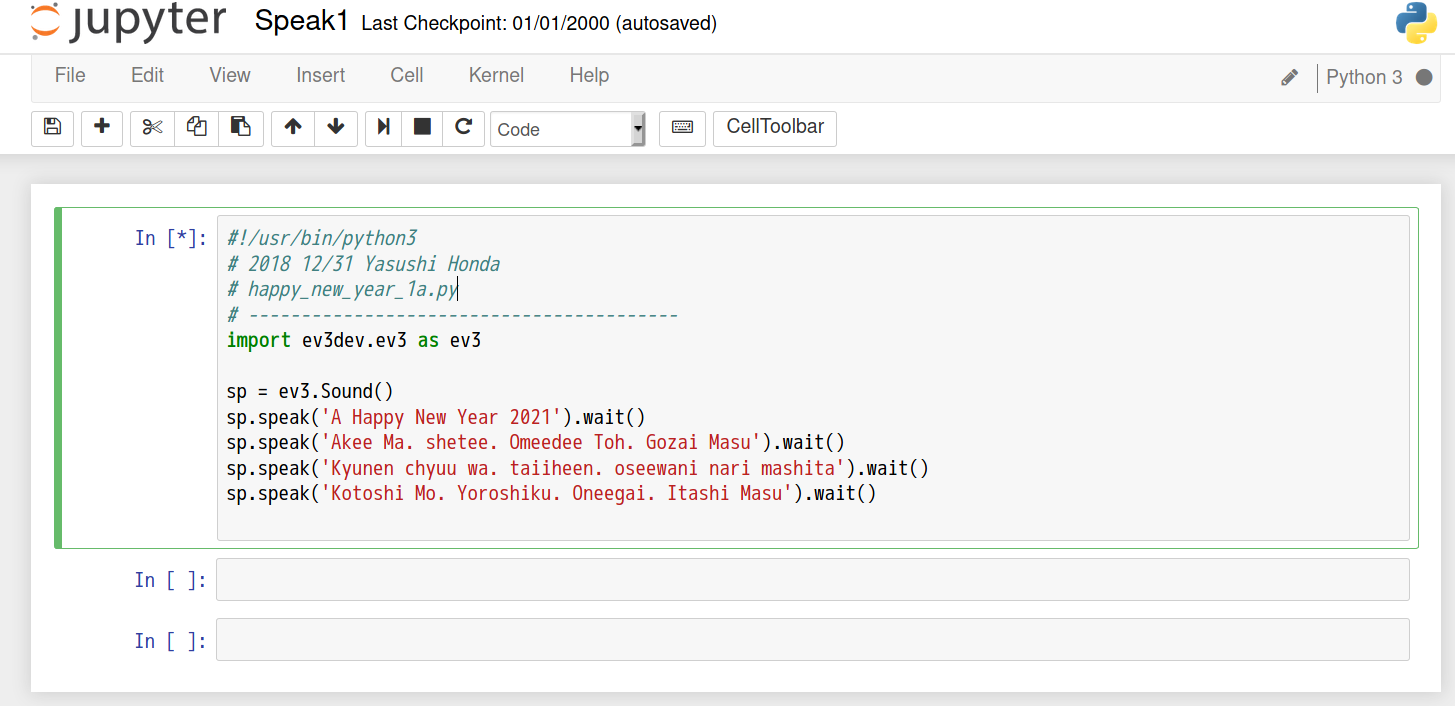 jupyter Speak1 Last Checkpoint: 01/01/2000 (autosaved)
File Edit View Insert Cell Kernel Help Python 3
Code CellToolbar
In [*]: #!/usr/bin/python3
# 2018 12/31 Yasushi Honda
# happy_new_year_1a.py
# -----------------------------------------
import ev3dev.ev3 as ev3
sp = ev3.Sound()
sp.speak('A Happy New Year 2021').wait()
sp.speak('Akee Ma. shetee. Omeedee Toh. Gozai Masu').wait()
sp.speak('Kyunen chyuu wa. taiiheen. oseewani nari mashita').wait()
sp.speak('Kotoshi Mo. Yoroshiku. Oneegai. Itashi Masu').wait()
In [ ]:
In [ ]: